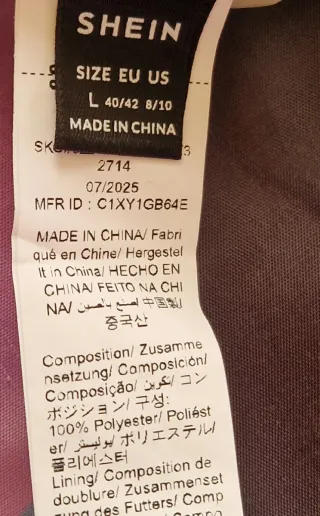 SHEIN
SIZE EU US
L 40/42 8/10
MADE IN CHINA
2714
07/2025
MFR ID : C1XY1GB64E
MADE IN CHINA/ Fabri
qué en Chine/ Hergestel
lt in China/ HECHO EN
CHINA/ FEITO NA CHI
NA/ صنع بالصين/ 中国製/
중국산
Composition/ Zusamme
nsetzung/ Composición/
Composição/ تكوين/ コン
ポジション/ 구성:
100% Polyester/ Poliést
er/ بوليستر/ ポリエステル/
폴리에스터
Lining/ Composition de
doublure/ Zusammenset
zung des Futters/ Comp